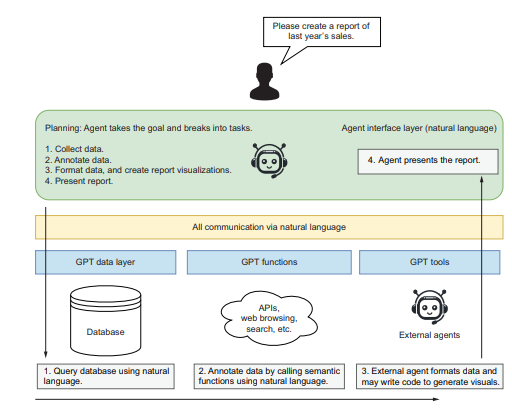 Please create a report of
last year's sales.
Planning: Agent takes the goal and breaks into tasks.
Agent interface layer (natural language)
1. Collect data.
2. Annotate data.
3. Format data, and create report visualizations.
4. Present report.
4. Agent presents the report.
All communication via natural language
GPT data layer
GPT functions
GPT tools
Database
APIs,
web browsing,
search, etc.
External agents
1. Query database using natural
language.
2. Annotate data by calling semantic
functions using natural language.
3. External agent formats data and
may write code to generate visuals.